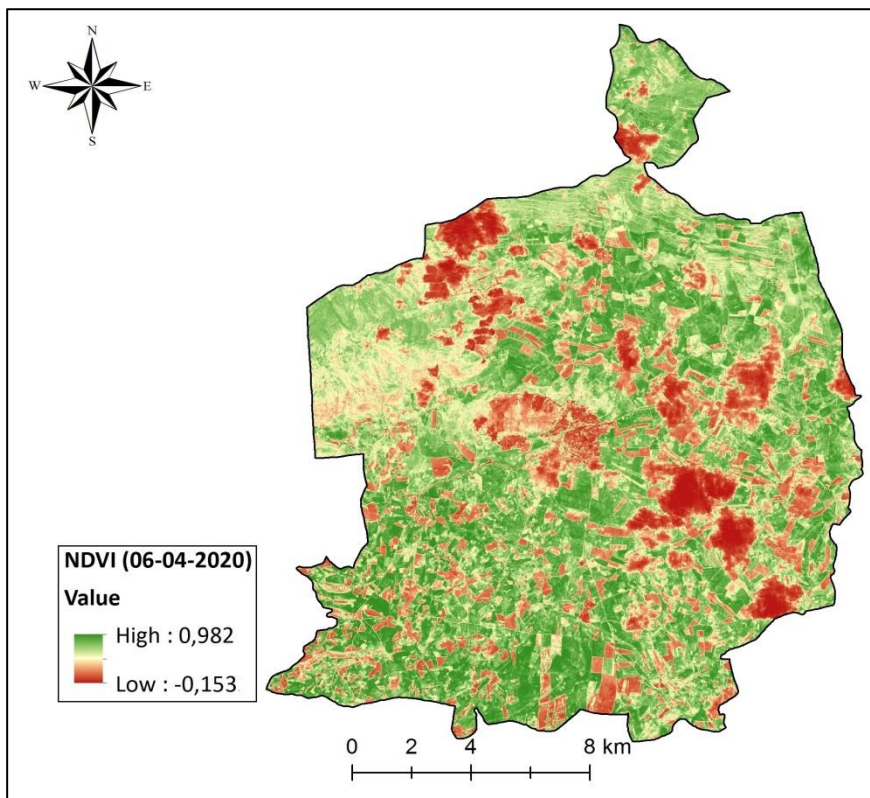 N
W E
S
NDVI (06-04-2020)
Value
High : 0,982
Low : -0,153
0 2 4 8 km